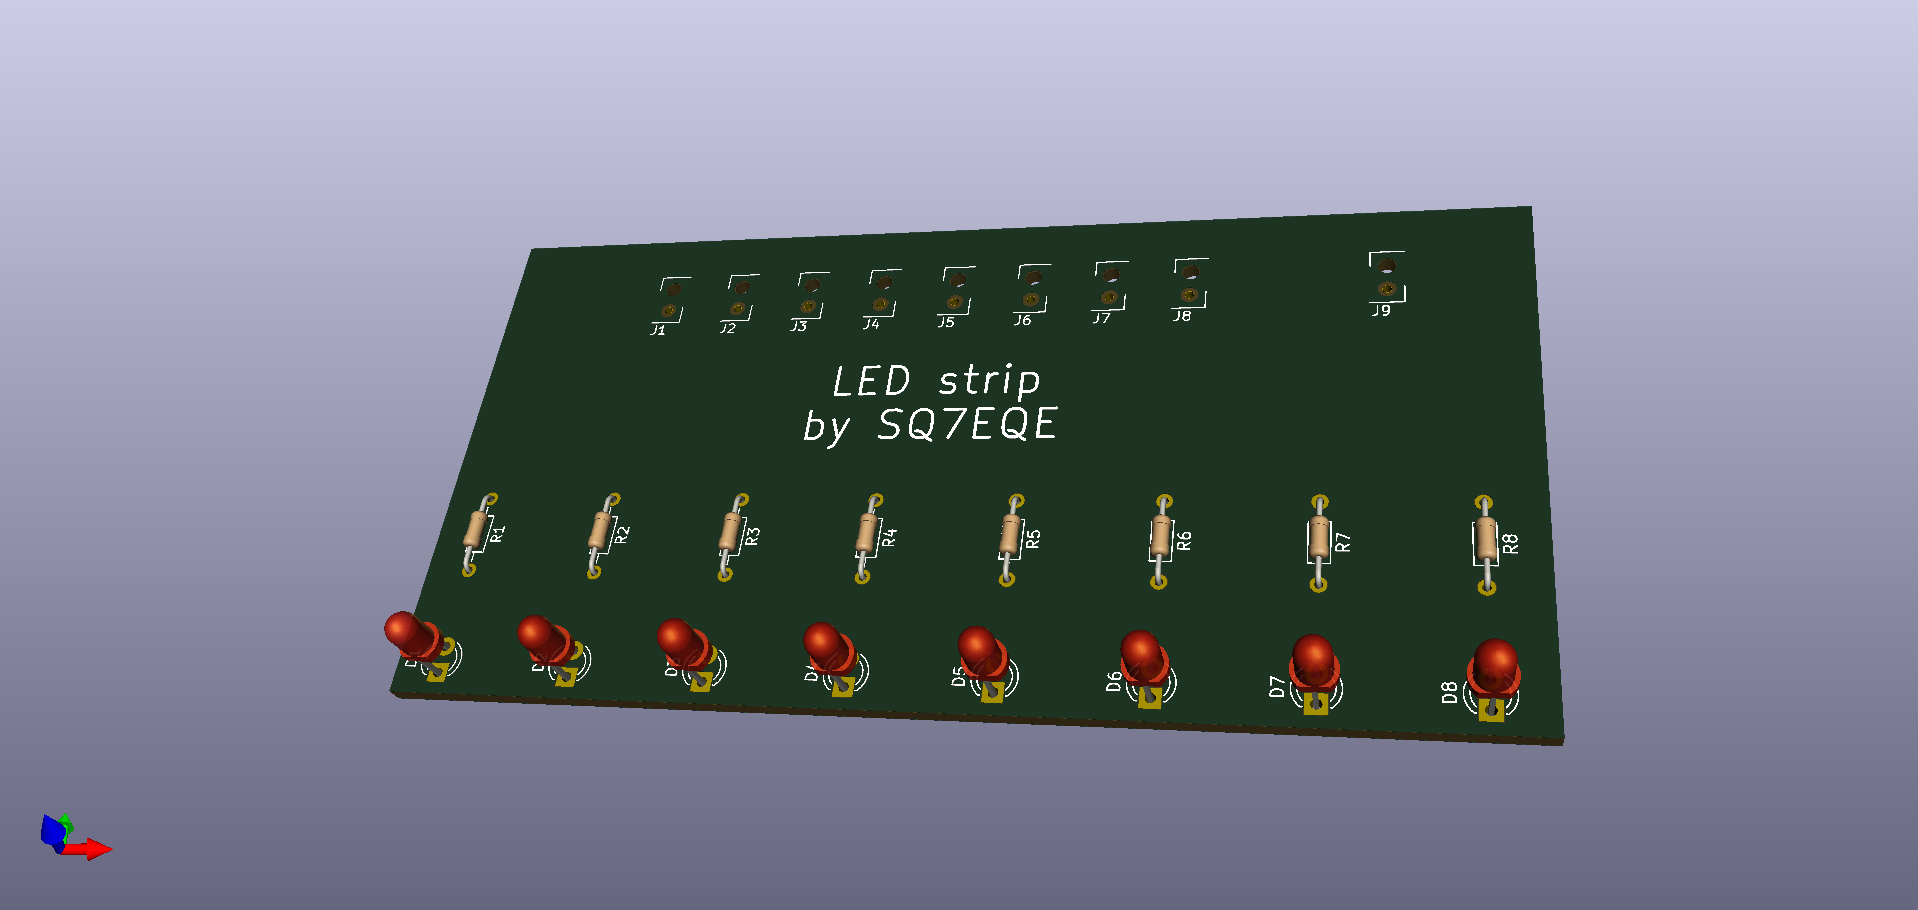 J1 J2 J3 J4 J5 J6 J7 J8 J9
LED strip
by SQ7EQE
R1 R2 R3 R4 R5 R6 R7 R8
D5 D6 D7 D8